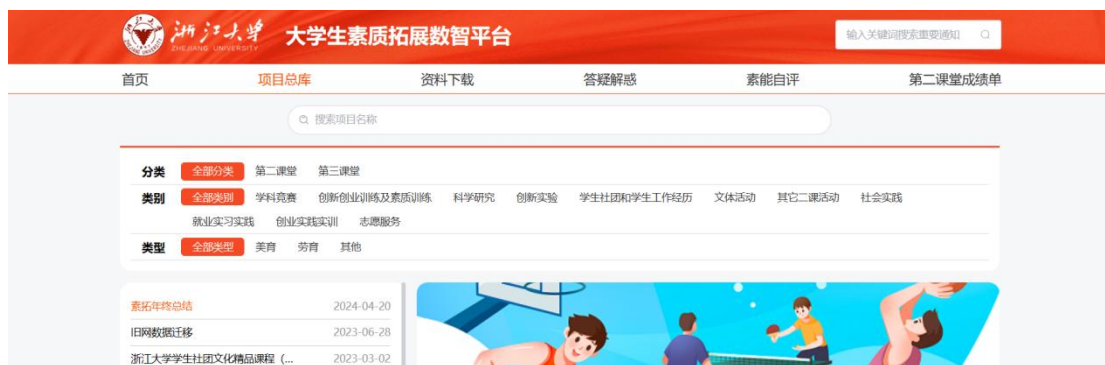 浙江大学 大学生素质拓展数智平台 输入关键词搜索重要通知
ZHEJIANG UNIVERSITY
首页 项目总库 资料下载 答疑解惑 素能自评 第二课堂成绩单
搜索项目名称
分类 全部分类 第二课堂 第三课堂
类别 全部类别 学科竞赛 创新创业训练及素质训练 科学研究 创新实验 学生社团和学生工作经历 文体活动 其它二课活动 社会实践
就业实习实践 创业实践实训 志愿服务
类型 全部类型 美育 劳育 其他
素拓年终总结 2024-04-20
旧网数据迁移 2023-06-28
浙江大学学生社团文化精品课程（... 2023-03-02